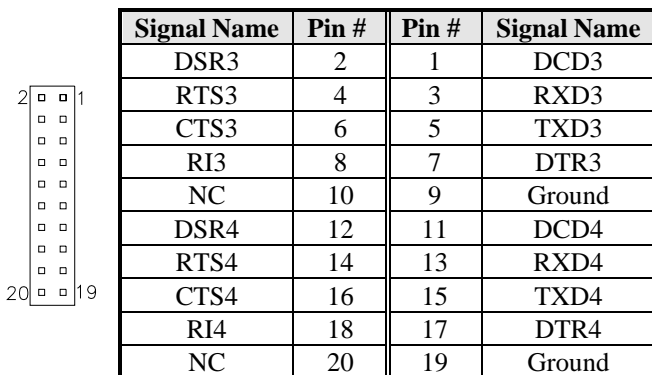 Signal Name Pin # Pin # Signal Name
DSR3 2 1 DCD3
RTS3 4 3 RXD3
CTS3 6 5 TXD3
RI3 8 7 DTR3
NC 10 9 Ground
DSR4 12 11 DCD4
RTS4 14 13 RXD4
CTS4 16 15 TXD4
RI4 18 17 DTR4
NC 20 19 Ground
2 1
20 19